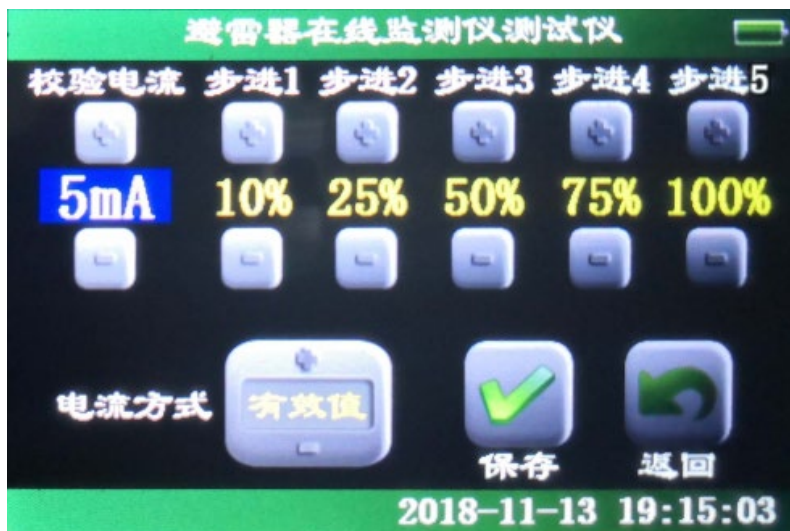 避雷器在线监测仪测试仪
校验电流 步进1 步进2 步进3 步进4 步进5
5mA 10% 25% 50% 75% 100%
电流方式 有效值
保存 返回
2018-11-13 19:15:03